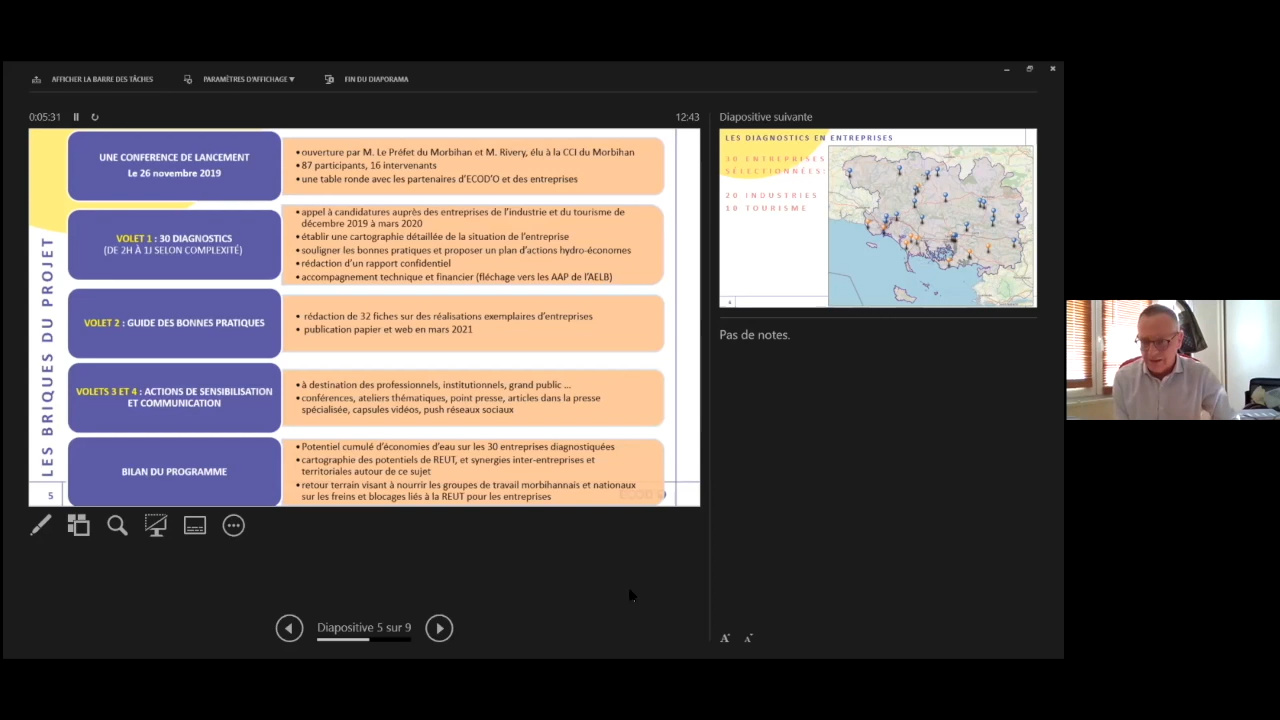 AFFICHER LA BARRE DES TÂCHES
PARAMÈTRES D'AFFICHAGE ▼
FIN DU DIAPORAMA
0:05:31
12:43
LES BRIQUES DU PROJET
UNE CONFERENCE DE LANCEMENT
Le 26 novembre 2019
• ouverture par M. Le Préfet du Morbihan et M. Rivery, élu à la CCI du Morbihan
• 87 participants, 16 intervenants
• une table ronde avec les partenaires d'ECOD'O et des entreprises
VOLET 1 : 30 DIAGNOSTICS
(DE 2H À 1J SELON COMPLEXITÉ)
• appel à candidatures auprès des entreprises de l'industrie et du tourisme de
décembre 2019 à mars 2020
• établir une cartographie détaillée de la situation de l'entreprise
• souligner les bonnes pratiques et proposer un plan d'actions hydro-économes
• rédaction d'un rapport confidentiel
• accompagnement technique et financier (fléchage vers les AAP de l'AELB)
VOLET 2 : GUIDE DES BONNES PRATIQUES
• rédaction de 32 fiches sur des réalisations exemplaires d'entreprises
• publication papier et web en mars 2021
VOLETS 3 ET 4 : ACTIONS DE SENSIBILISATION
ET COMMUNICATION
• à destination des professionnels, institutionnels, grand public ...
• conférences, ateliers thématiques, point presse, articles dans la presse
spécialisée, capsules vidéos, push réseaux sociaux
BILAN DU PROGRAMME
• Potentiel cumulé d'économies d'eau sur les 30 entreprises diagnostiquées
• cartographie des potentiels de REUT, et synergies inter-entreprises et
territoriales autour de ce sujet
• retour terrain visant à nourrir les groupes de travail morbihannais et nationaux
sur les freins et blocages liés à la REUT pour les entreprises
5
Diapositive 5 sur 9
Diapositive suivante
LES DIAGNOSTICS EN ENTREPRISES
30 ENTREPRISES
SÉLECTIONNÉES:
20 INDUSTRIES
10 TOURISME
Pas de notes.
A A